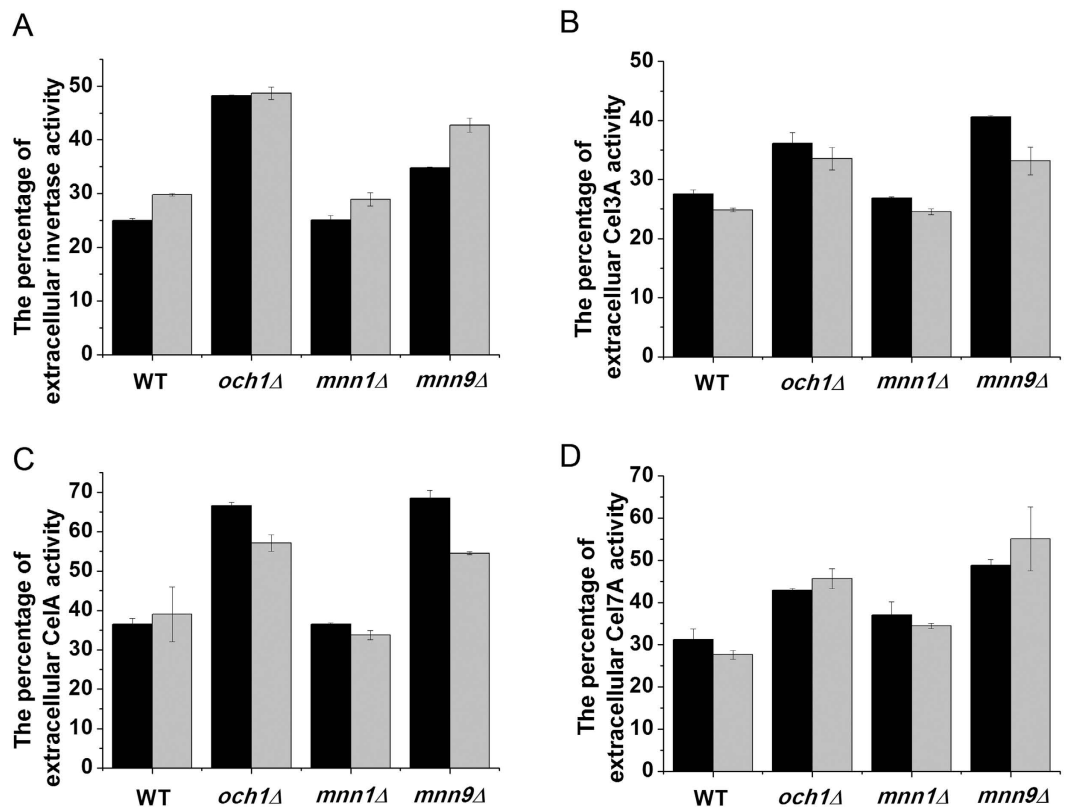 A
The percentage of
extracellular invertase activity
50
40
30
20
10
0
WT
och1Δ
mnn1Δ
mnn9Δ
B
The percentage of
extracelluar Cel3A activity
50
40
30
20
10
0
WT
och1Δ
mnn1Δ
mnn9Δ
C
The percentage of
extracellular CelA activity
70
60
50
40
30
20
10
0
WT
och1Δ
mnn1Δ
mnn9Δ
D
The percentage of
extracellular Cel7A activity
70
60
50
40
30
20
10
0
WT
och1Δ
mnn1Δ
mnn9Δ